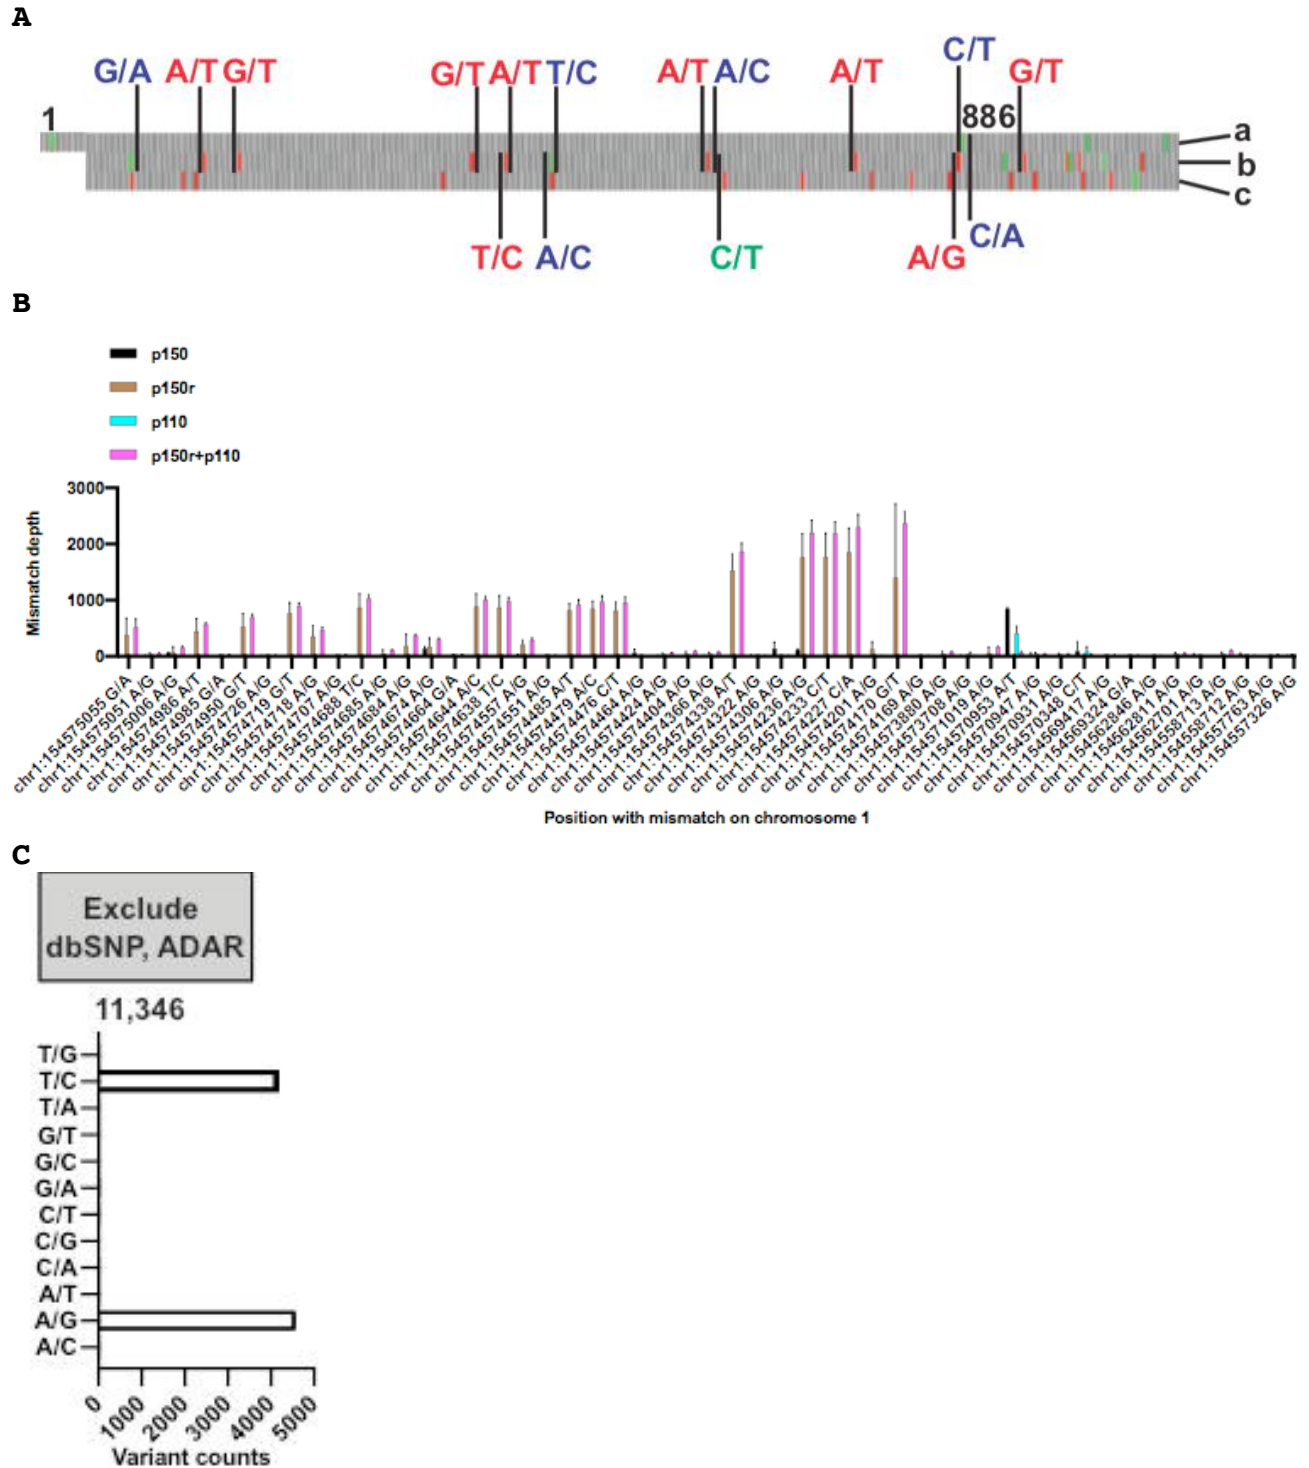 A
C/T
G/A A/T G/T G/T A/T T/C A/T A/C A/T G/T
1
886
a
b
c
T/C A/C C/T A/G C/A
B
p150
p150r
p110
p150r+p110
Mismatch depth
3000
2000
1000
0
chr1:154575055 G/A
chr1:154575051 A/G
chr1:154575006 A/G
chr1:154574986 A/T
chr1:154574985 G/A
chr1:154574950 G/T
chr1:154574726 A/G
chr1:154574719 G/T
chr1:154574718 A/G
chr1:154574707 A/G
chr1:154574688 T/C
chr1:154574685 A/G
chr1:154574684 A/G
chr1:154574674 A/G
chr1:154574664 G/A
chr1:154574644 A/C
chr1:154574638 T/C
chr1:154574557 A/G
chr1:154574551 A/G
chr1:154574485 A/T
chr1:154574479 A/C
chr1:154574476 C/T
chr1:154574464 A/G
chr1:154574424 A/G
chr1:154574404 A/G
chr1:154574366 A/G
chr1:154574338 A/T
chr1:154574322 A/G
chr1:154574306 A/G
chr1:154574236 A/G
chr1:154574233 C/T
chr1:154574227 C/A
chr1:154574201 A/G
chr1:154574170 G/T
chr1:154574169 A/G
chr1:154573880 A/G
chr1:154573708 A/G
chr1:154571019 A/G
chr1:154570953 A/T
chr1:154570947 A/G
chr1:154570931 A/G
chr1:154570348 C/T
chr1:154569417 A/G
chr1:154569324 G/A
chr1:154562846 A/G
chr1:154562811 A/G
chr1:154562701 A/G
chr1:154558713 A/G
chr1:154558712 A/G
chr1:154557763 A/G
chr1:154557326 A/G
Position with mismatch on chromosome 1
C
Exclude
dbSNP, ADAR
11,346
T/G
T/C
T/A
G/T
G/C
G/A
C/T
C/G
C/A
A/T
A/G
A/C
0 1000 2000 3000 4000 5000
Variant counts